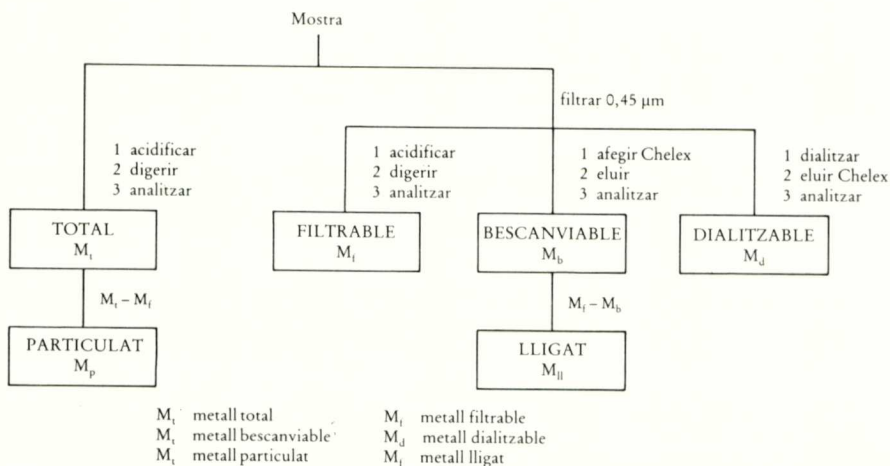 Mostra
filtrar 0,45 µm
1 acidificar
2 digerir
3 analitzar
1 acidificar
2 digerir
3 analitzar
1 afegir Chelex
2 eluir
3 analitzar
1 dialitzar
2 eluir Chelex
3 analitzar
TOTAL
Mt
FILTRABLE
Mf
BESCANVIABLE
Mb
DIALITZABLE
Md
Mt – Mf
Mf – Mb
PARTICULAT
Mp
LLIGAT
Mll
Mt metall total
Mf metall filtrable
Mt metall bescanviable
Md metall dialitzable
Mt metall particulat
Mf metall lligat